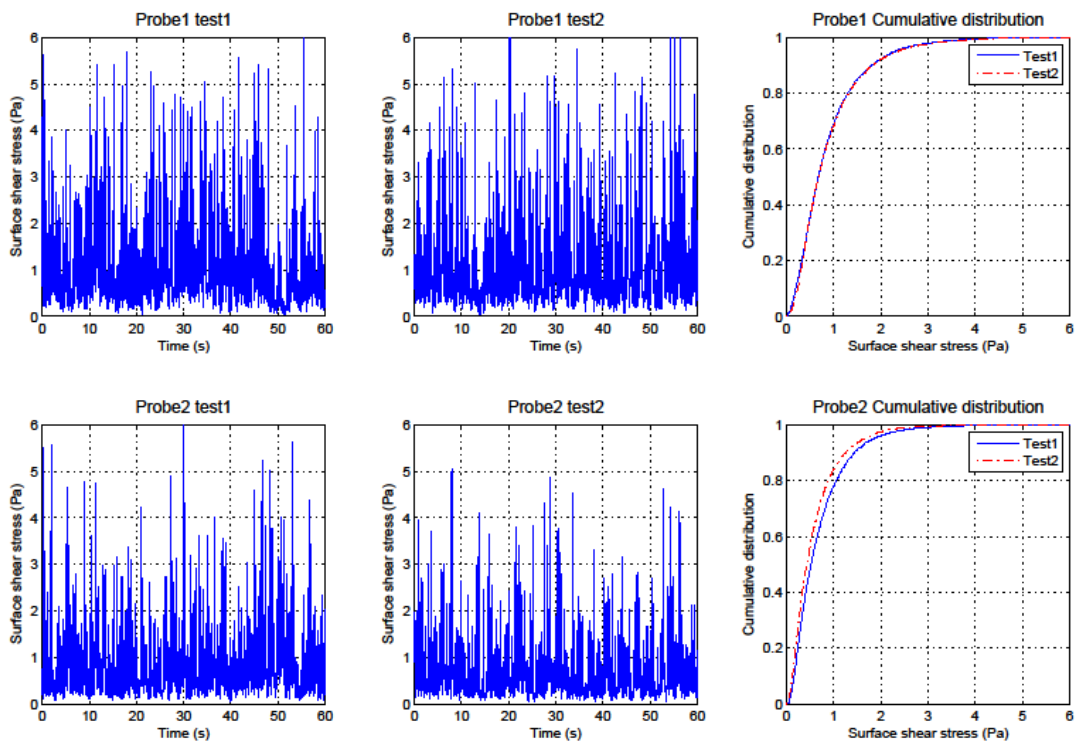 Probe1 test1
Surface shear stress (Pa)
6
5
4
3
2
1
0
0 10 20 30 40 50 60
Time (s)
Probe1 test2
Surface shear stress (Pa)
6
5
4
3
2
1
0
0 10 20 30 40 50 60
Time (s)
Probe1 Cumulative distribution
Cumulative distribution
1
0.8
0.6
0.4
0.2
0
0 1 2 3 4 5 6
Surface shear stress (Pa)
Test1
Test2
Probe2 test1
Surface shear stress (Pa)
6
5
4
3
2
1
0
0 10 20 30 40 50 60
Time (s)
Probe2 test2
Surface shear stress (Pa)
6
5
4
3
2
1
0
0 10 20 30 40 50 60
Time (s)
Probe2 Cumulative distribution
Cumulative distribution
1
0.8
0.6
0.4
0.2
0
0 1 2 3 4 5 6
Surface shear stress (Pa)
Test1
Test2